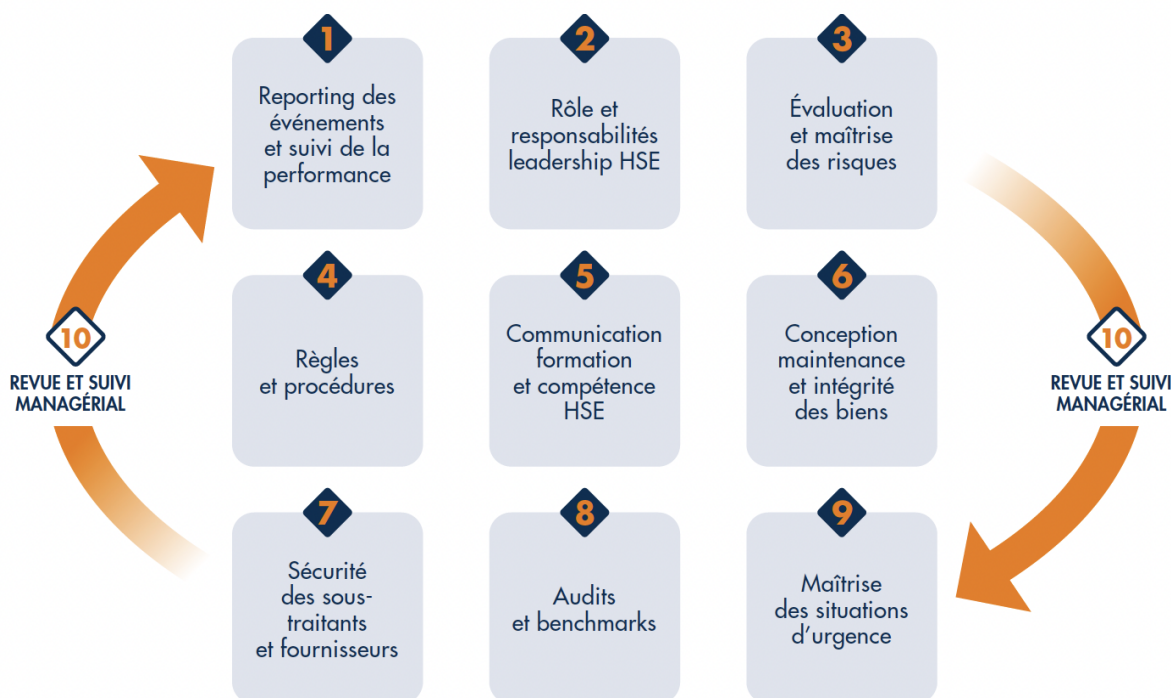 1
Reporting des
événements
et suivi de la
performance
2
Rôle et
responsabilités
leadership HSE
3
Évaluation
et maîtrise
des risques
4
Règles
et procédures
5
Communication
formation
et compétence
HSE
6
Conception
maintenance
et intégrité
des biens
7
Sécurité
des sous-
traitants
et fournisseurs
8
Audits
et benchmarks
9
Maîtrise
des situations
d’urgence
10
REVUE ET SUIVI
MANAGÉRIAL
10
REVUE ET SUIVI
MANAGÉRIAL